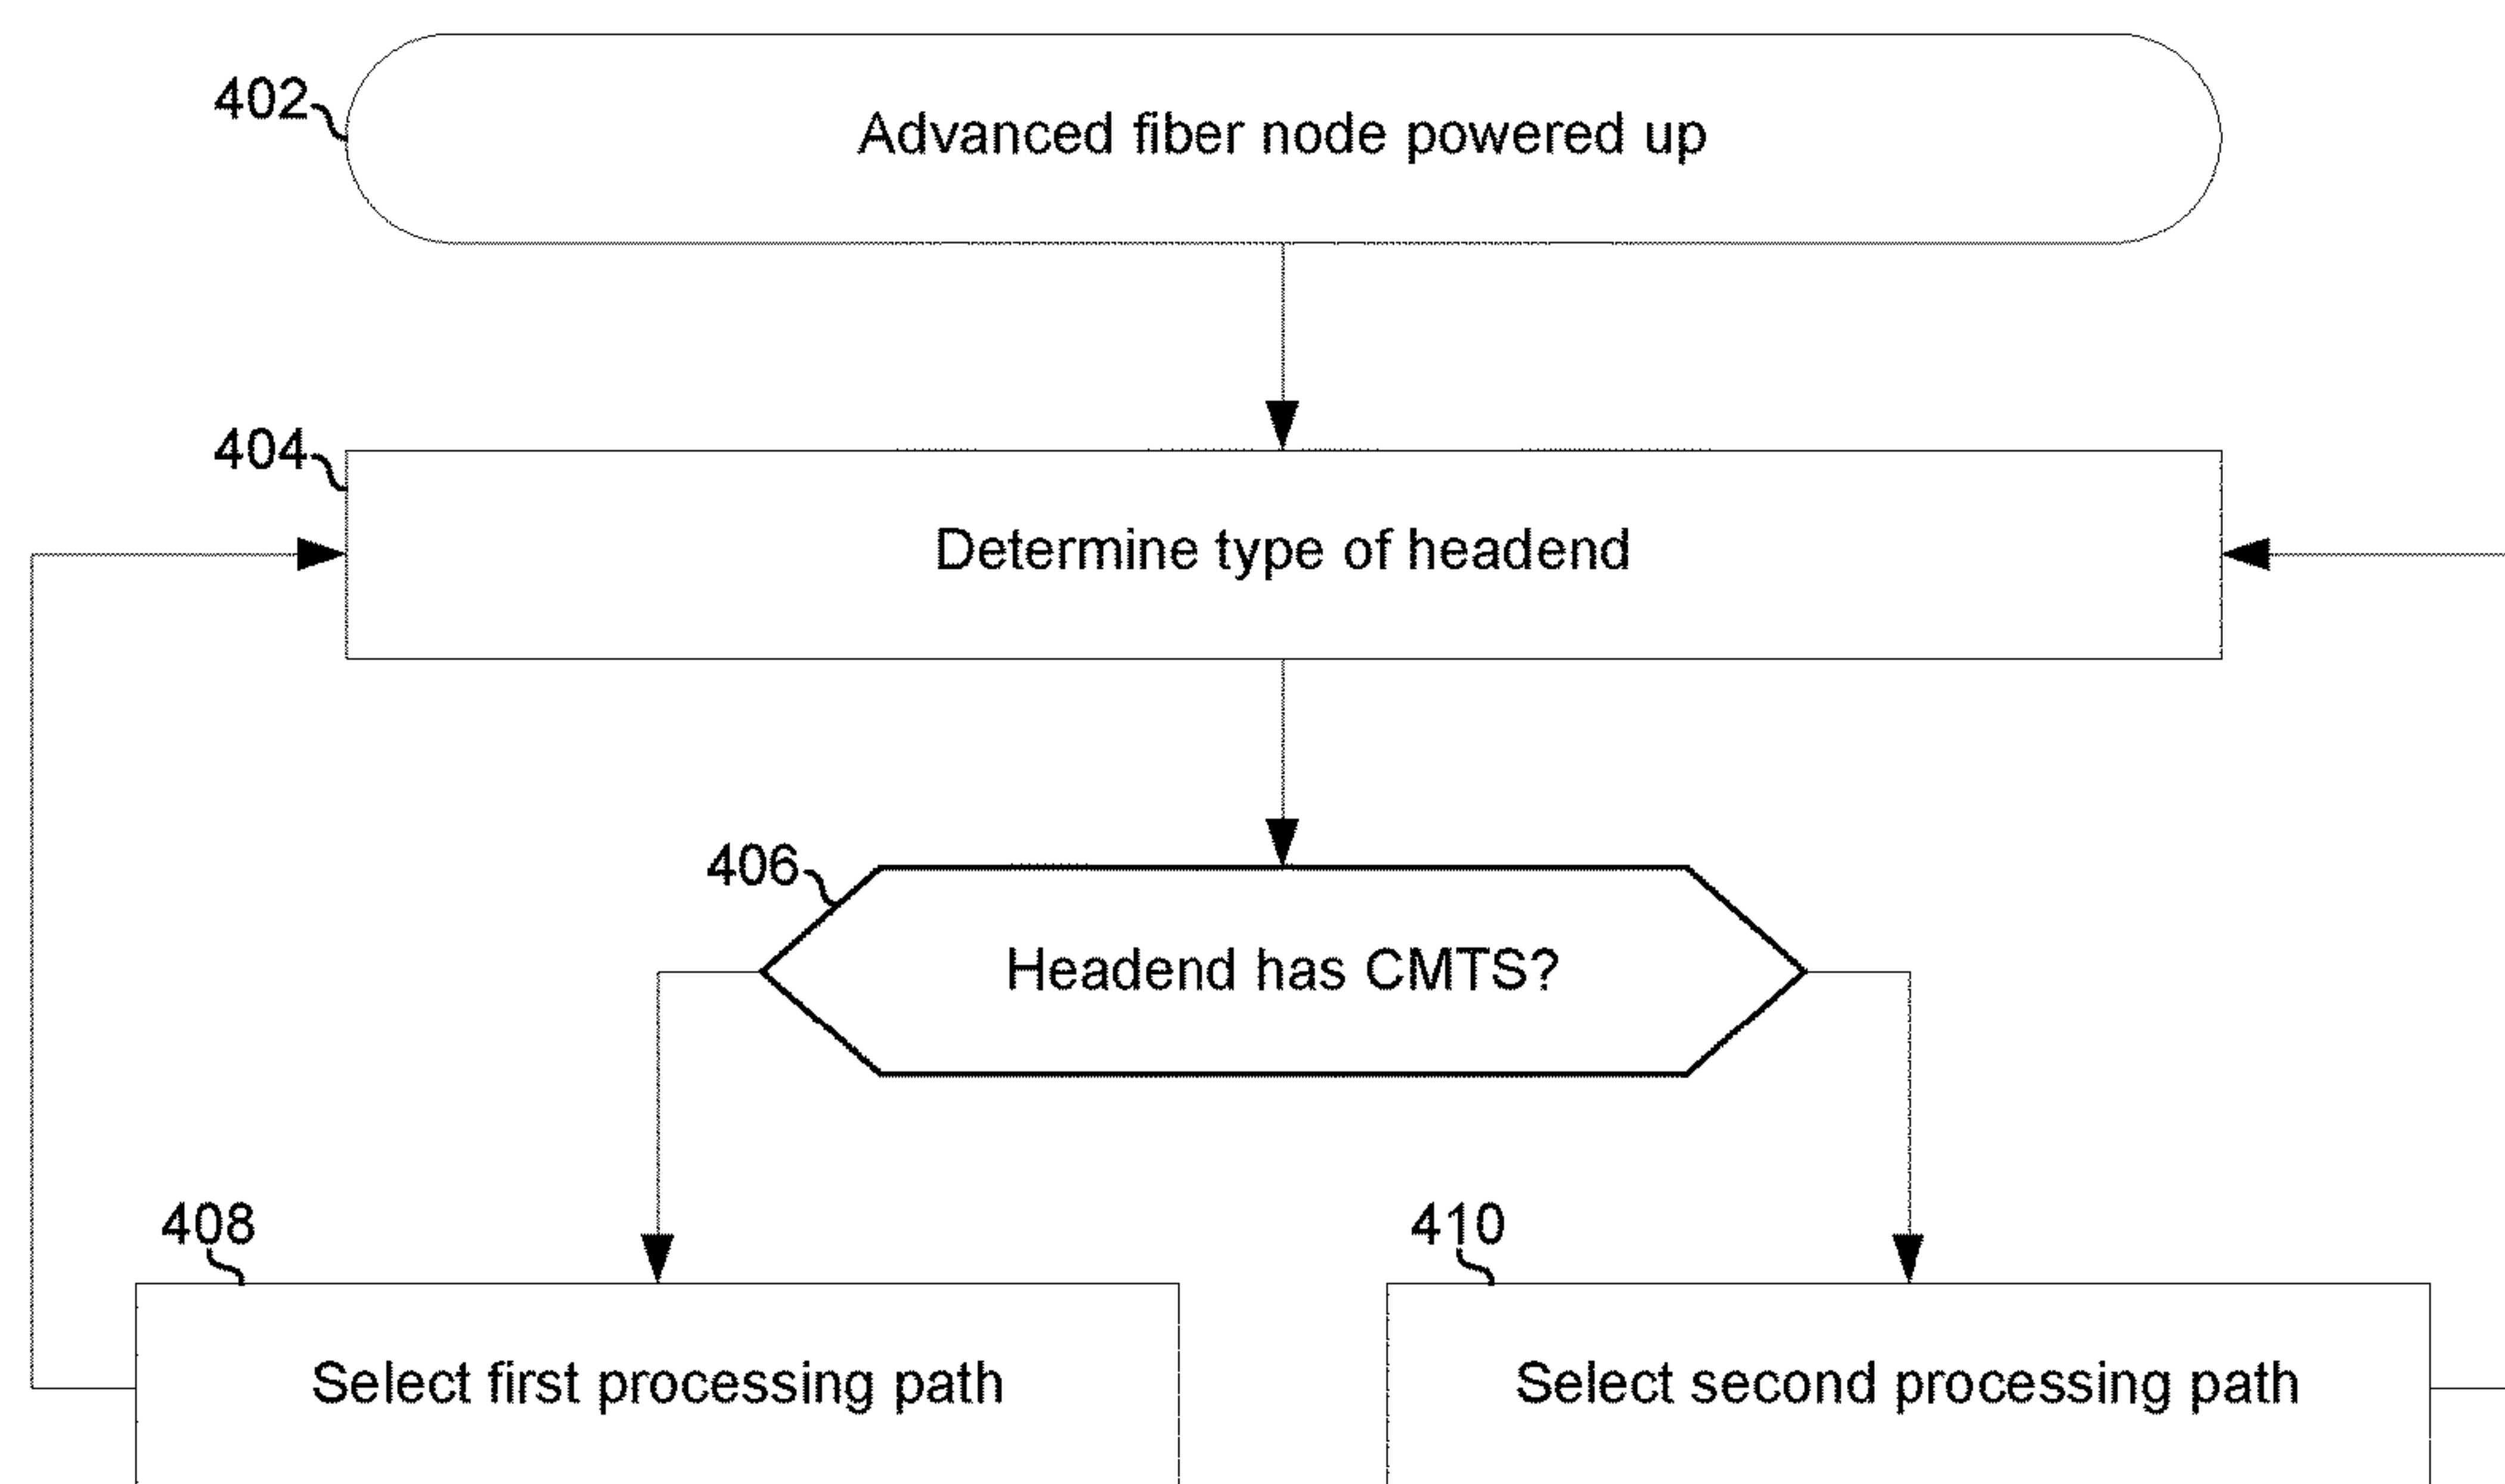 402
Advanced fiber node powered up
404
Determine type of headend
406
Headend has CMTS?
408
410
Select first processing path
Select second processing path